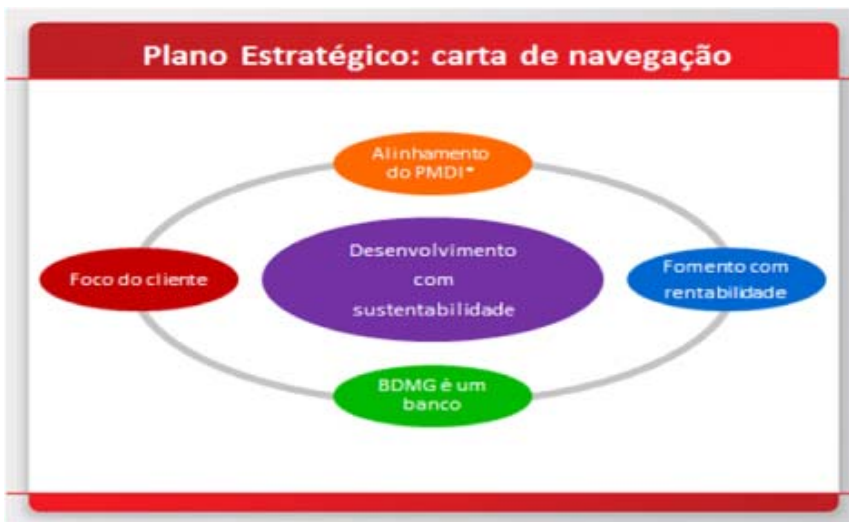 Plano Estratégico: carta de navegação
Alinhamento
do PMDI*
Foco do cliente
Desenvolvimento
com
sustentabilidade
Fomento com
rentabilidade
BDMG é um
banco